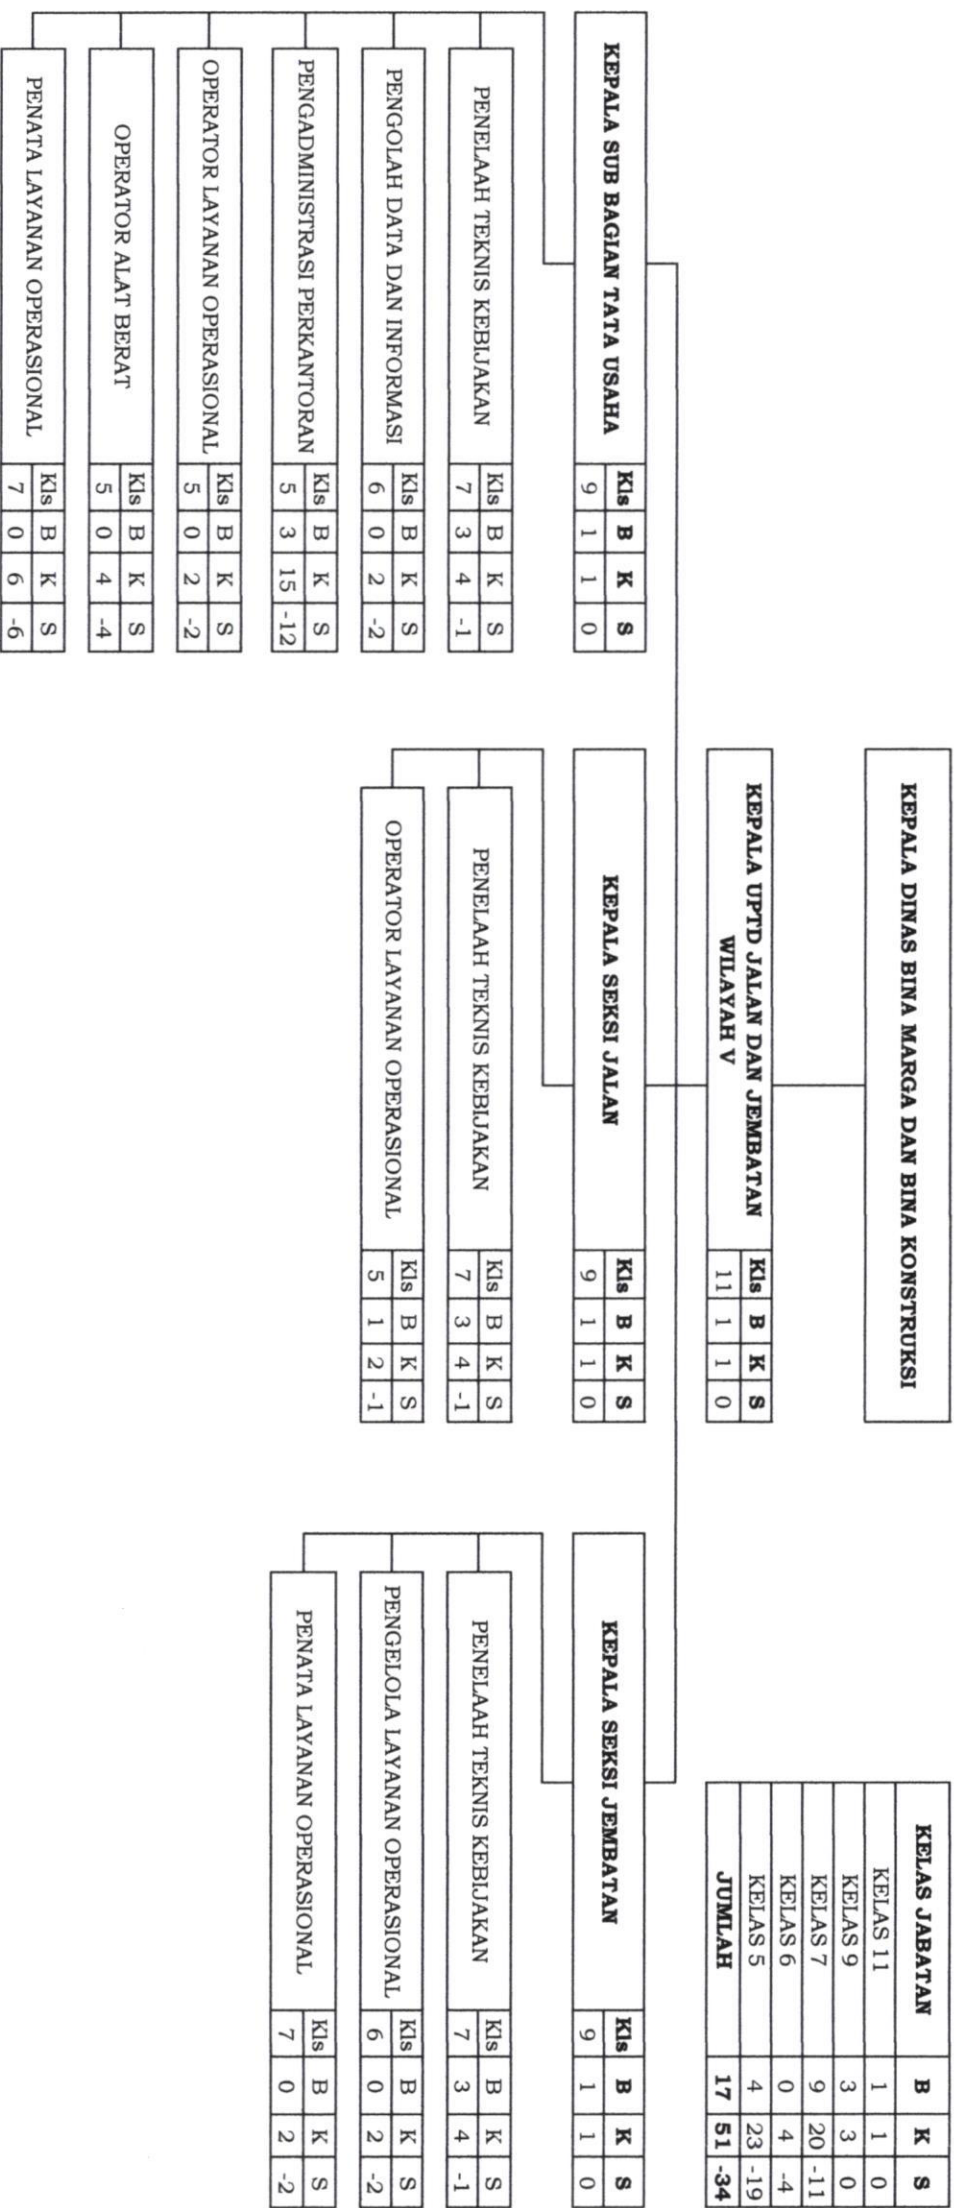 KEPALA DINAS BINA MARGA DAN BINA KONSTRUKSI
KELAS JABATAN B K S
KELAS 11 1 1 0
KELAS 9 3 3 0
KELAS 7 9 20 -11
KELAS 6 0 4 -4
KELAS 5 4 23 -19
JUMLAH 17 51 -34
KEPALA UPTD JALAN DAN JEMBATAN
WILAYAH V
Kls B K S
11 1 1 0
KEPALA SUB BAGIAN TATA USAHA
Kls B K S
9 1 1 0
PENELAAH TEKNIS KEBIJAKAN
Kls B K S
7 3 4 -1
PENGOLAH DATA DAN INFORMASI
Kls B K S
6 0 2 -2
PENGADMINISTRASI PERKANTORAN
Kls B K S
5 3 15 -12
OPERATOR LAYANAN OPERASIONAL
Kls B K S
5 0 2 -2
OPERATOR ALAT BERAT
Kls B K S
5 0 4 -4
PENATA LAYANAN OPERASIONAL
Kls B K S
7 0 6 -6
KEPALA SEKSI JALAN
Kls B K S
9 1 1 0
PENELAAH TEKNIS KEBIJAKAN
Kls B K S
7 3 4 -1
OPERATOR LAYANAN OPERASIONAL
Kls B K S
5 1 2 -1
KEPALA SEKSI JEMBATAN
Kls B K S
9 1 1 0
PENELAAH TEKNIS KEBIJAKAN
Kls B K S
7 3 4 -1
PENGELOLA LAYANAN OPERASIONAL
Kls B K S
6 0 2 -2
PENATA LAYANAN OPERASIONAL
Kls B K S
7 0 2 -2